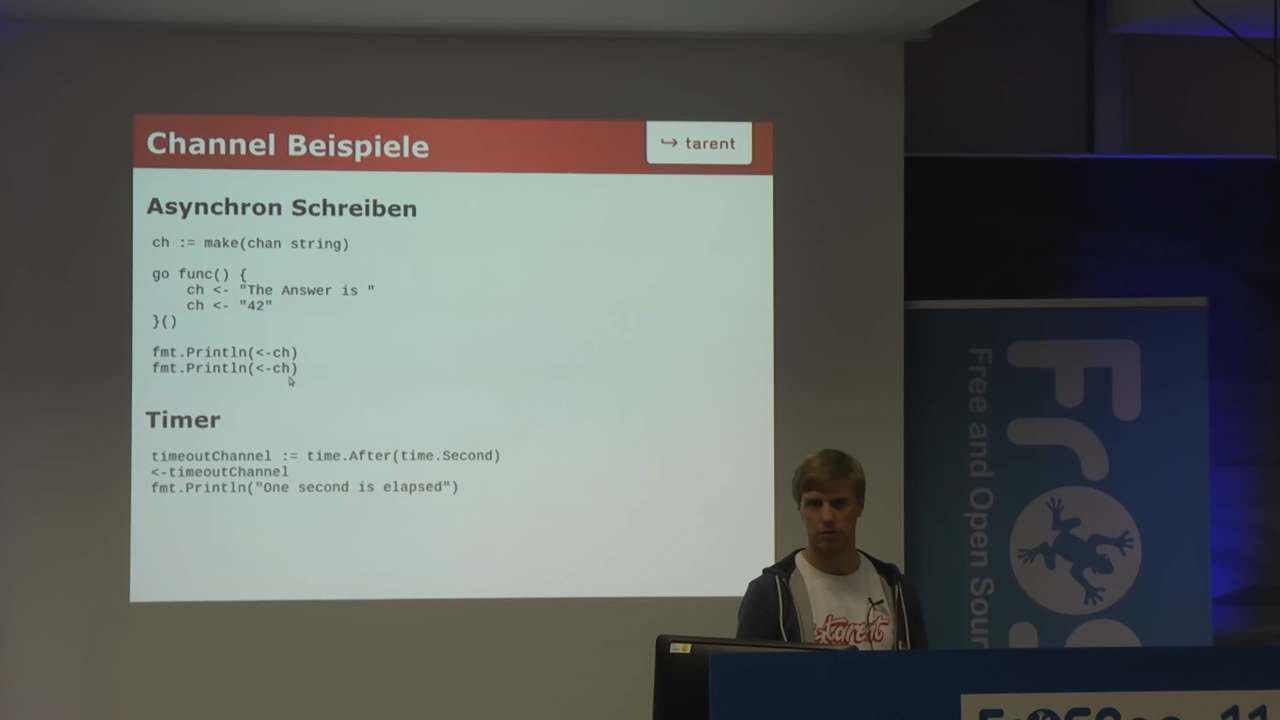 Channel Beispiele
↪ tarent
Asynchron Schreiben
ch := make(chan string)
go func() {
    ch <- "The Answer is "
    ch <- "42"
}()
fmt.Println(<-ch)
fmt.Println(<-ch)
Timer
timeoutChannel := time.After(time.Second)
<-timeoutChannel
fmt.Println("One second is elapsed")
Free and Open Sour
FrOS
tarent